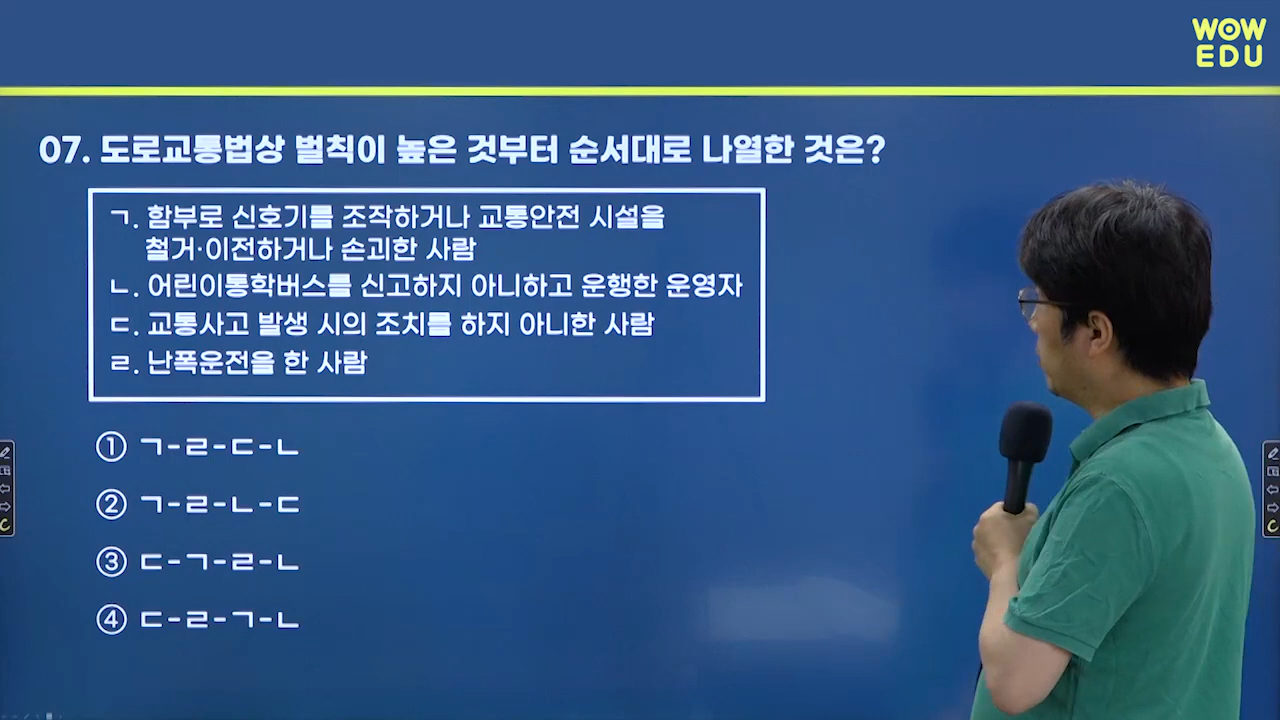 WOW
EDU
07. 도로교통법상 벌칙이 높은 것부터 순서대로 나열한 것은?
ㄱ. 함부로 신호기를 조작하거나 교통안전 시설을
철거·이전하거나 손괴한 사람
ㄴ. 어린이통학버스를 신고하지 아니하고 운행한 운영자
ㄷ. 교통사고 발생 시의 조치를 하지 아니한 사람
ㄹ. 난폭운전을 한 사람
① ㄱ-ㄹ-ㄷ-ㄴ
② ㄱ-ㄹ-ㄴ-ㄷ
③ ㄷ-ㄱ-ㄹ-ㄴ
④ ㄷ-ㄹ-ㄱ-ㄴ